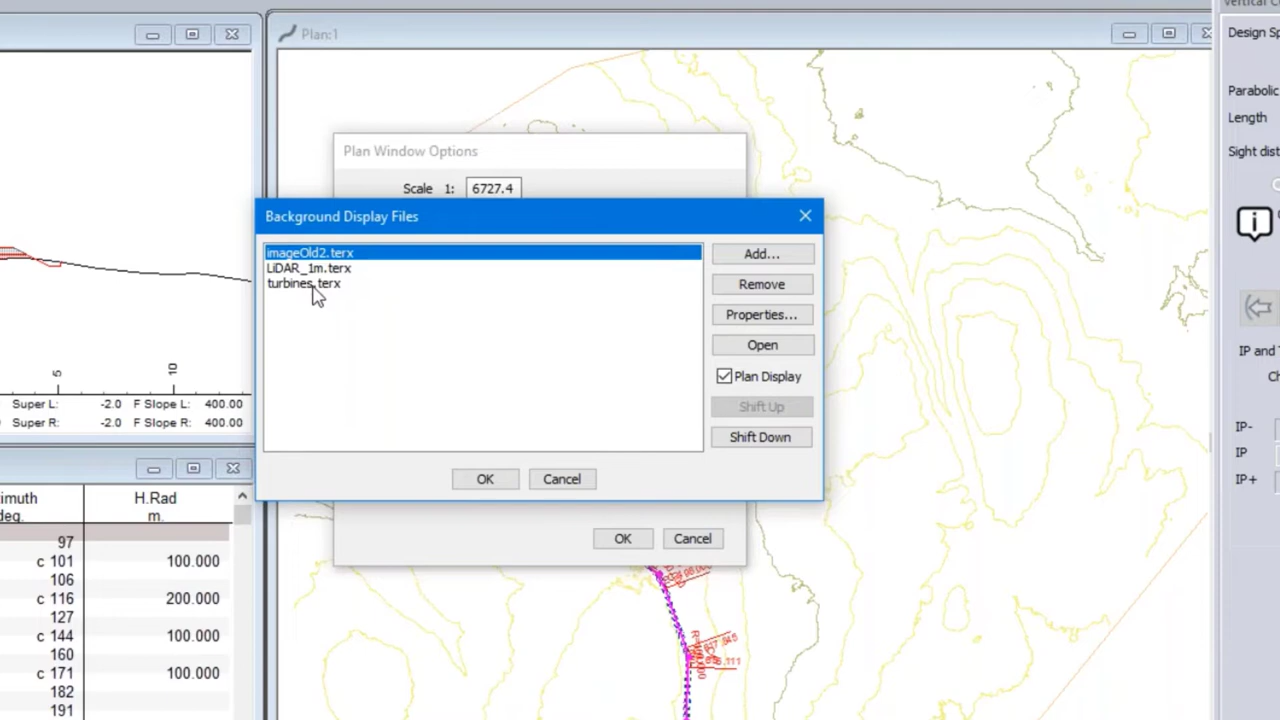 Plan:1
Design Sp
Parabolic
Length
Sight dist
Plan Window Options
Scale 1: 6727.4
Background Display Files
imageOld2.terx
LiDAR_1m.terx
turbines.terx
Add...
Remove
Properties...
Open
Plan Display
Shift Up
Shift Down
OK Cancel
OK Cancel
5 10
Super L: -2.0 F Slope L: 400.00
Super R: -2.0 F Slope R: 400.00
imuth H.Rad
deg. m.
97
c 101 100.000
106
c 116 200.000
127
c 144 100.000
160
c 171 100.000
182
191
IP and T
Ch
IP-
IP
IP+